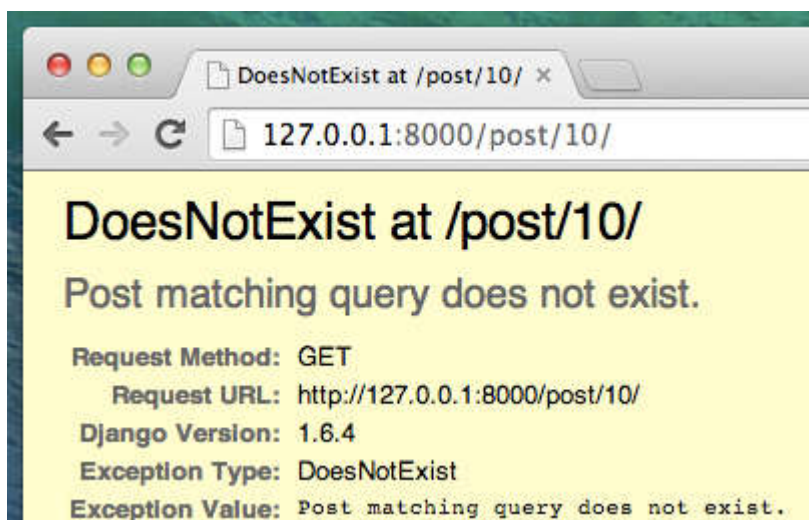 DoesNotExist at /post/10/
127.0.0.1:8000/post/10/
DoesNotExist at /post/10/
Post matching query does not exist.
Request Method: GET
Request URL: http://127.0.0.1:8000/post/10/
Django Version: 1.6.4
Exception Type: DoesNotExist
Exception Value: Post matching query does not exist.